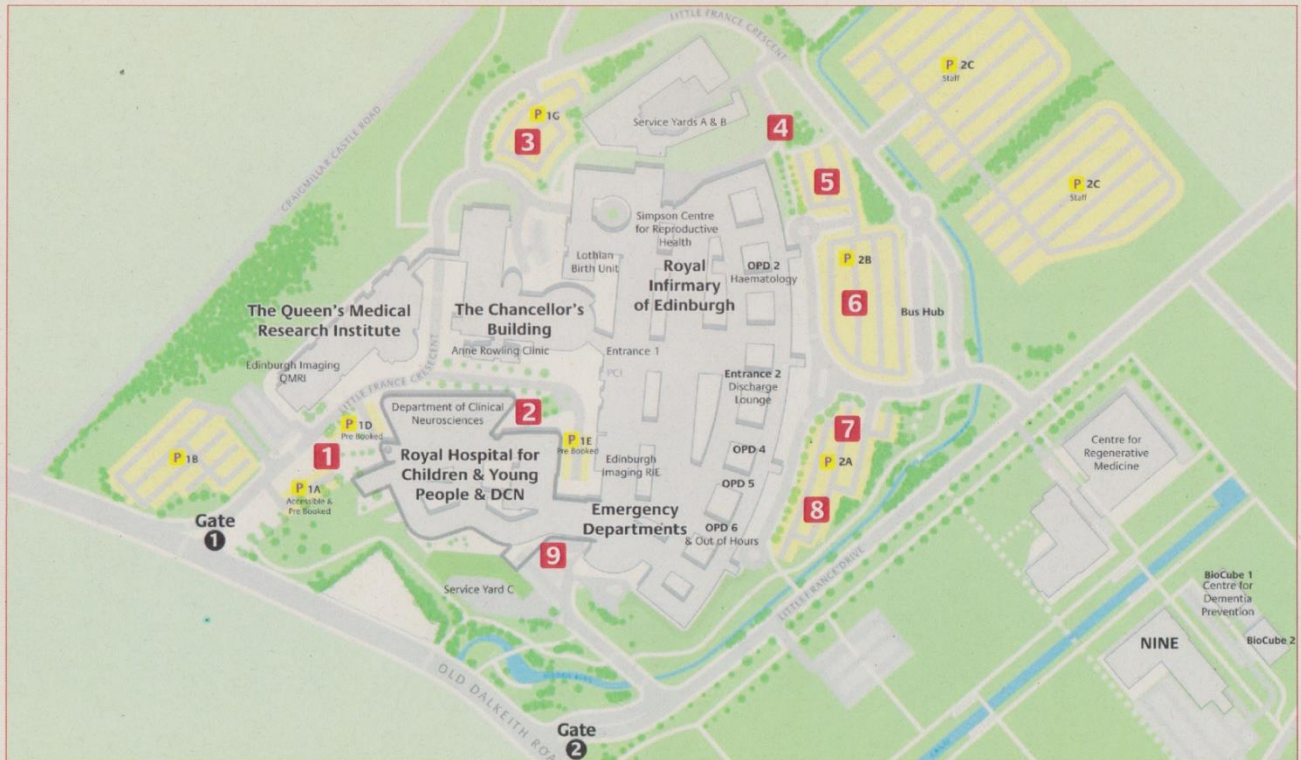 LITTLE FRANCE CRESCENT
P 2C
Staff
P 1G
3
Service Yards A & B
4
CRAIGMILLAR CASTLE ROAD
5
P 2C
Staff
Simpson Centre
for Reproductive
Health
Lothian
Birth Unit
Royal
Infirmary
of Edinburgh
OPD 2
Haematology
P 2B
6
Bus Hub
The Queen's Medical
Research Institute
The Chancellor's
Building
Anne Rowling Clinic
Entrance 1
PCI
Edinburgh Imaging
QMRI
LITTLE FRANCE CRESCENT
Entrance 2
Discharge
Lounge
Department of Clinical
Neurosciences
2
P 1D
Pre Booked
P 1E
Pre Booked
7
P 2A
Centre for
Regenerative
Medicine
P 1B
1
Royal Hospital for
Children & Young
People & DCN
Edinburgh
Imaging RIE
OPD 4
OPD 5
P 1A
Accessible &
Pre Booked
8
Gate
1
Emergency
Departments
OPD 6
& Out of Hours
9
Service Yard C
LITTLE FRANCE DRIVE
BioCube 1
Centre for
Dementia
Prevention
NINE
BioCube 2
OLD DALKEITH ROA
Gate
2